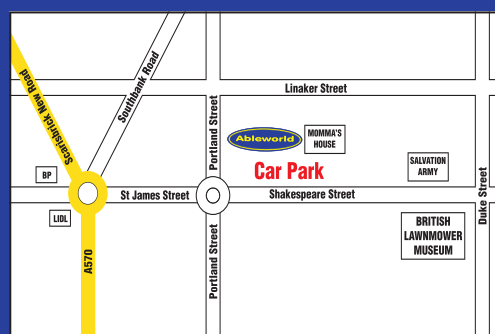 Scarisbrick New Road
Southbank Road
Linaker Street
Portland Street
Ableworld
MOMMA'S
HOUSE
Car Park
SALVATION
ARMY
BP
St James Street
Shakespeare Street
Duke Street
LIDL
A570
Portland Street
BRITISH
LAWNMOWER
MUSEUM